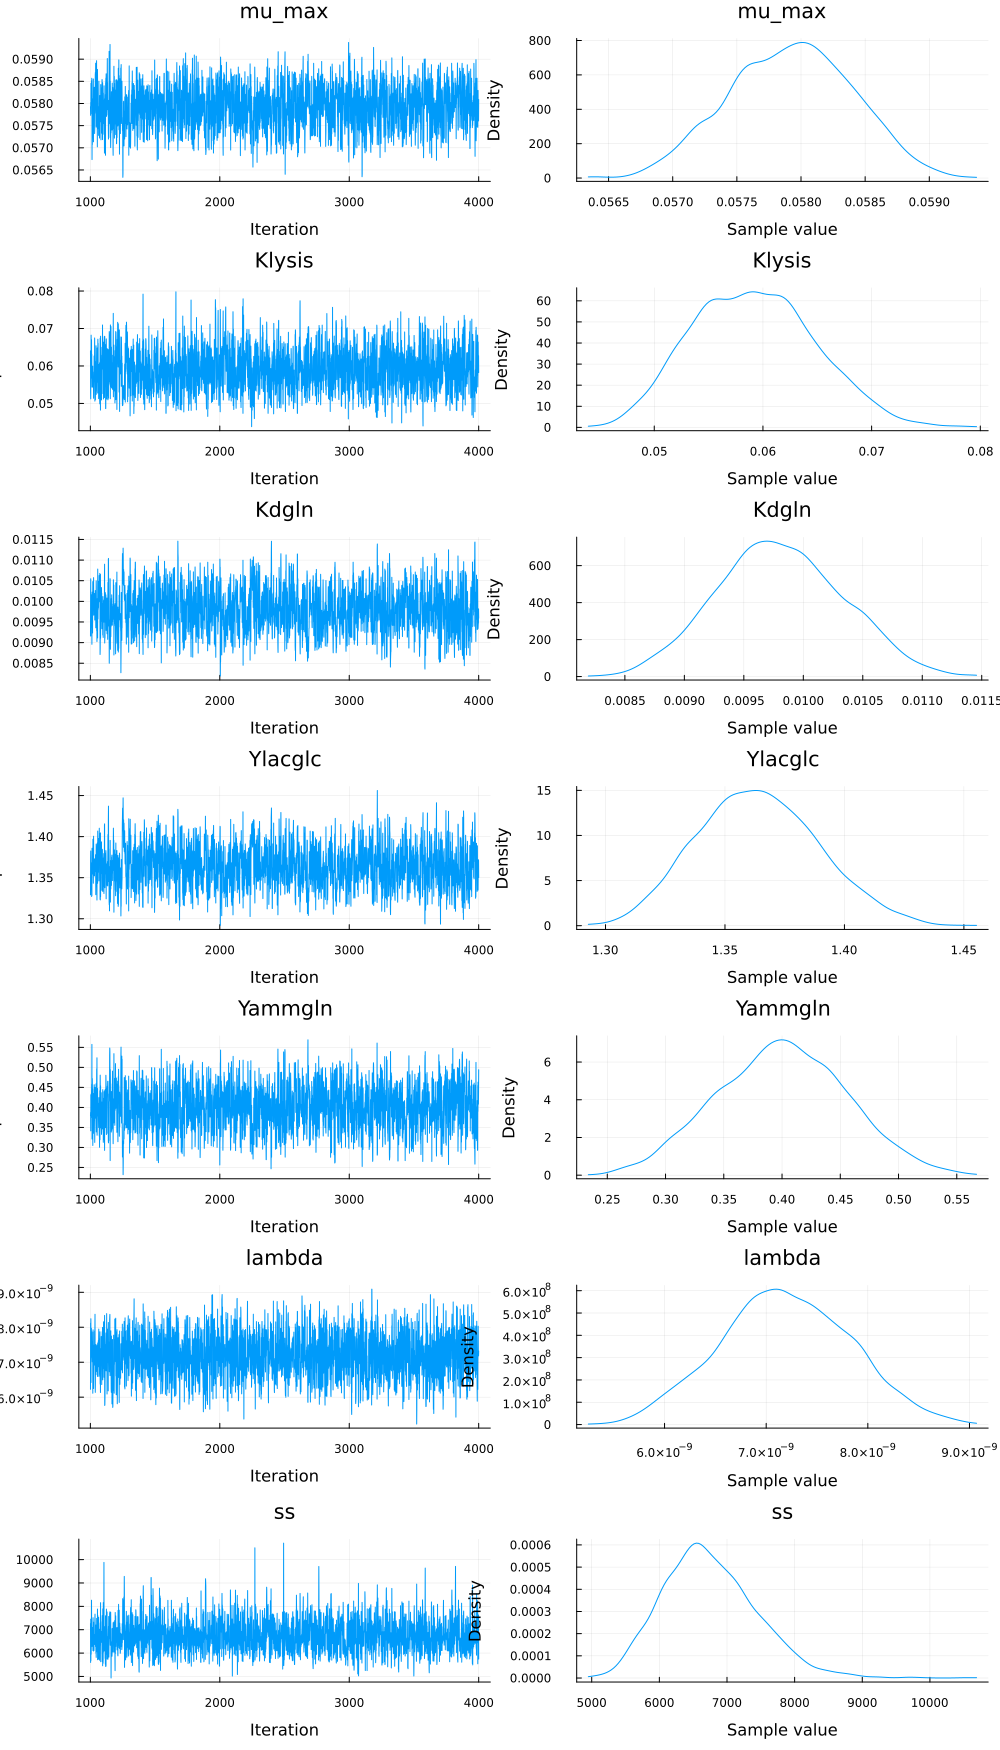 mu_max mu_max
0.0590 800
0.0585 600
0.0580 400
0.0575 200
0.0570 0
0.0565
Density
1000 2000 3000 4000 0.0565 0.0570 0.0575 0.0580 0.0585 0.0590
Iteration Sample value
Klysis Klysis
0.08 60
0.07 50
0.06 40
0.05 30
20
10
0
Density
1000 2000 3000 4000 0.05 0.06 0.07 0.08
Iteration Sample value
Kdgln Kdgln
0.0115 600
0.0110 400
0.0105 200
0.0100 0
0.0095
0.0090
0.0085
Density
1000 2000 3000 4000 0.0085 0.0090 0.0095 0.0100 0.0105 0.0110 0.0115
Iteration Sample value
Ylacglc Ylacglc
1.45 15
1.40 10
1.35 5
1.30 0
Density
1000 2000 3000 4000 1.30 1.35 1.40 1.45
Iteration Sample value
Yammgln Yammgln
0.55 6
0.50 4
0.45 2
0.40 0
0.35
0.30
0.25
Density
1000 2000 3000 4000 0.25 0.30 0.35 0.40 0.45 0.50 0.55
Iteration Sample value
lambda lambda
9.0×10⁻⁹ 6.0×10⁸
8.0×10⁻⁹ 5.0×10⁸
7.0×10⁻⁹ 4.0×10⁸
6.0×10⁻⁹ 3.0×10⁸
2.0×10⁸
1.0×10⁸
0
Density
1000 2000 3000 4000 6.0×10⁻⁹ 7.0×10⁻⁹ 8.0×10⁻⁹ 9.0×10⁻⁹
Iteration Sample value
ss ss
10000 0.0006
9000 0.0005
8000 0.0004
7000 0.0003
6000 0.0002
5000 0.0001
0.0000
Density
1000 2000 3000 4000 5000 6000 7000 8000 9000 10000
Iteration Sample value